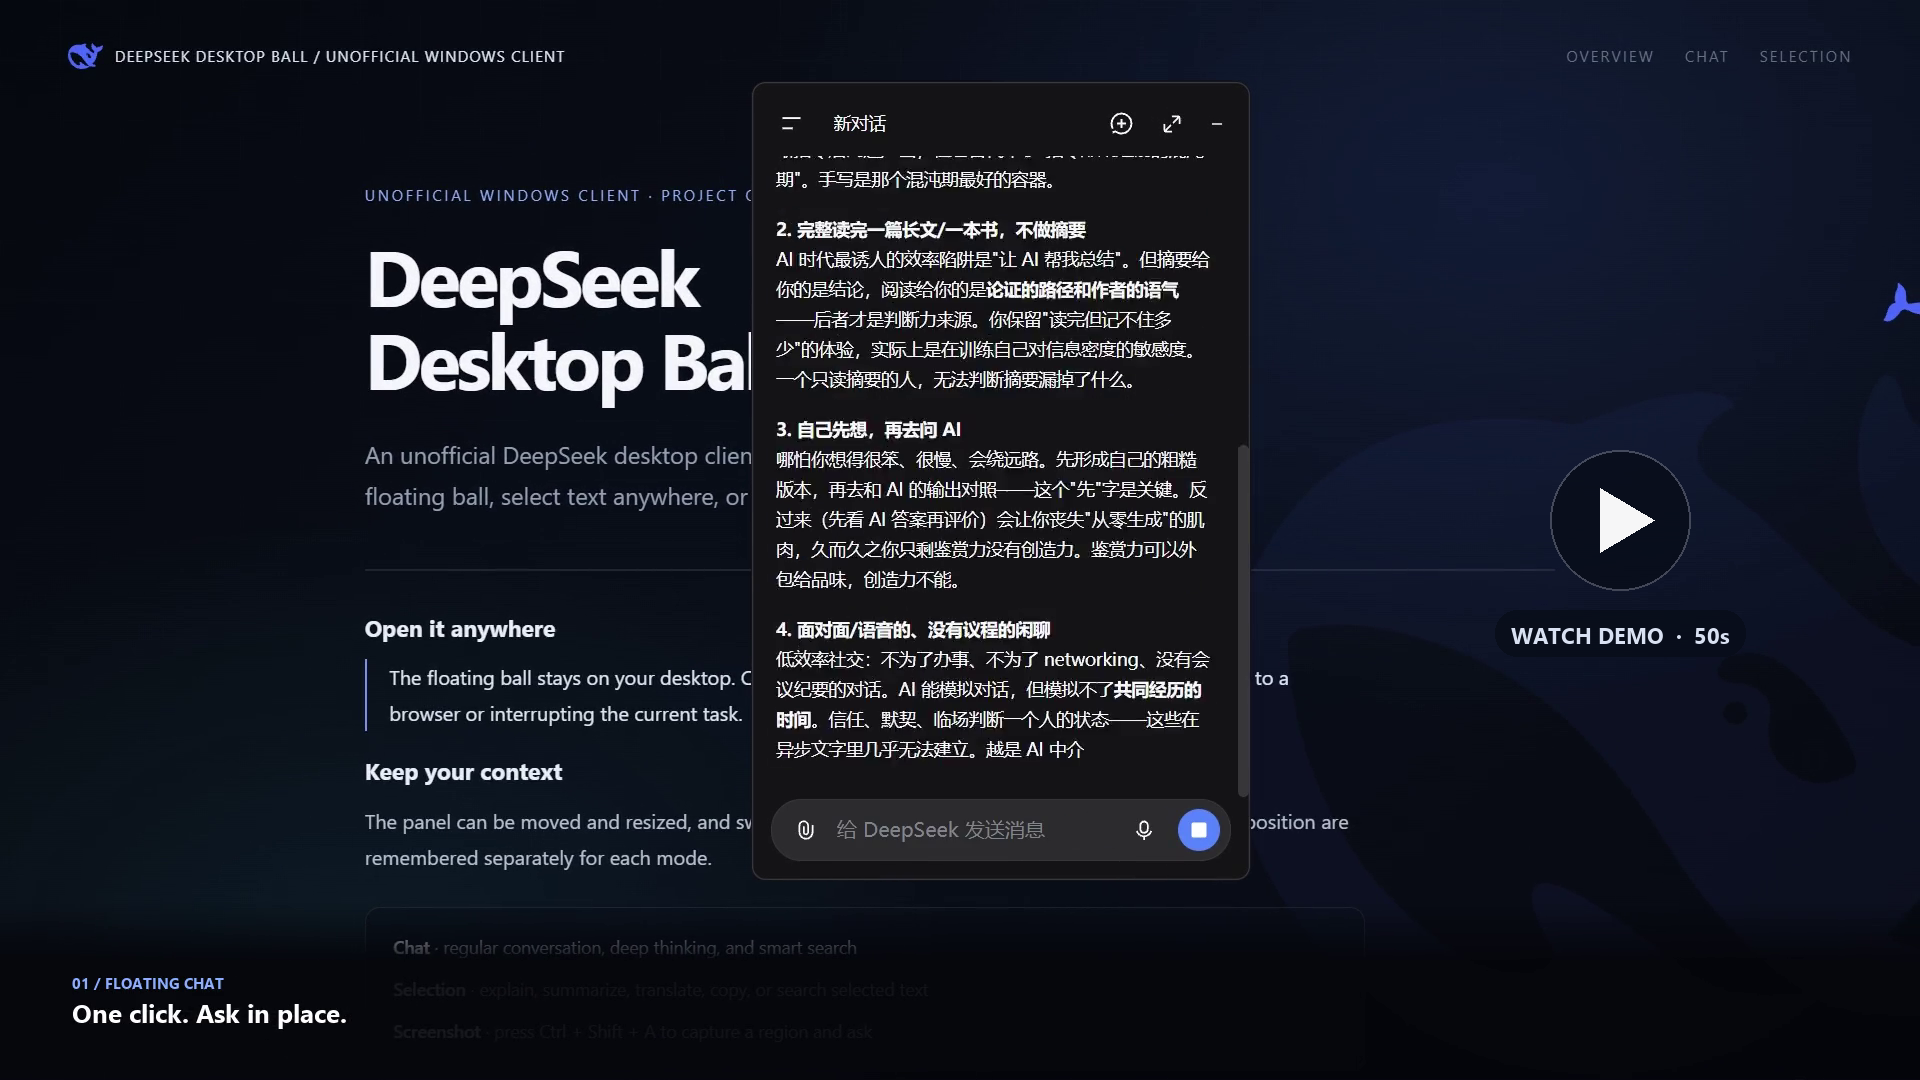 DEEPSEEK DESKTOP BALL / UNOFFICIAL WINDOWS CLIENT
OVERVIEW
CHAT
SELECTION
UNOFFICIAL WINDOWS CLIENT · PROJECT
DeepSeek
Desktop Bal
An unofficial DeepSeek desktop clien
floating ball, select text anywhere, or
Open it anywhere
The floating ball stays on your desktop. to a
browser or interrupting the current task.
Keep your context
The panel can be moved and resized, and position are
remembered separately for each mode.
Chat · regular conversation, deep thinking, and smart search
Selection · explain, summarize, translate, copy, or search selected text
Screenshot · press Ctrl + Shift + A to capture a region and ask
新对话
期"。手写是那个混沌期最好的容器。
2. 完整读完一篇长文/一本书，不做摘要
AI 时代最诱人的效率陷阱是"让 AI 帮我总结"。但摘要给
你的是结论，阅读给你的是论证的路径和作者的语气
——后者才是判断力来源。你保留"读完但记不住多
少"的体验，实际上是在训练自己对信息密度的敏感度。
一个只读摘要的人，无法判断摘要漏掉了什么。
3. 自己先想，再去问 AI
哪怕你想得很笨、很慢、会绕远路。先形成自己的粗糙
版本，再去和 AI 的输出对照——这个"先"字是关键。反
过来（先看 AI 答案再评价）会让你丧失"从零生成"的肌
肉，久而久之你只剩鉴赏力没有创造力。鉴赏力可以外
包给品味，创造力不能。
4. 面对面/语音的、没有议程的闲聊
低效率社交：不为了办事、不为了 networking、没有会
议纪要的对话。AI 能模拟对话，但模拟不了共同经历的
时间。信任、默契、临场判断一个人的状态——这些在
异步文字里几乎无法建立。越是 AI 中介
给 DeepSeek 发送消息
WATCH DEMO · 50s
01 / FLOATING CHAT
One click. Ask in place.